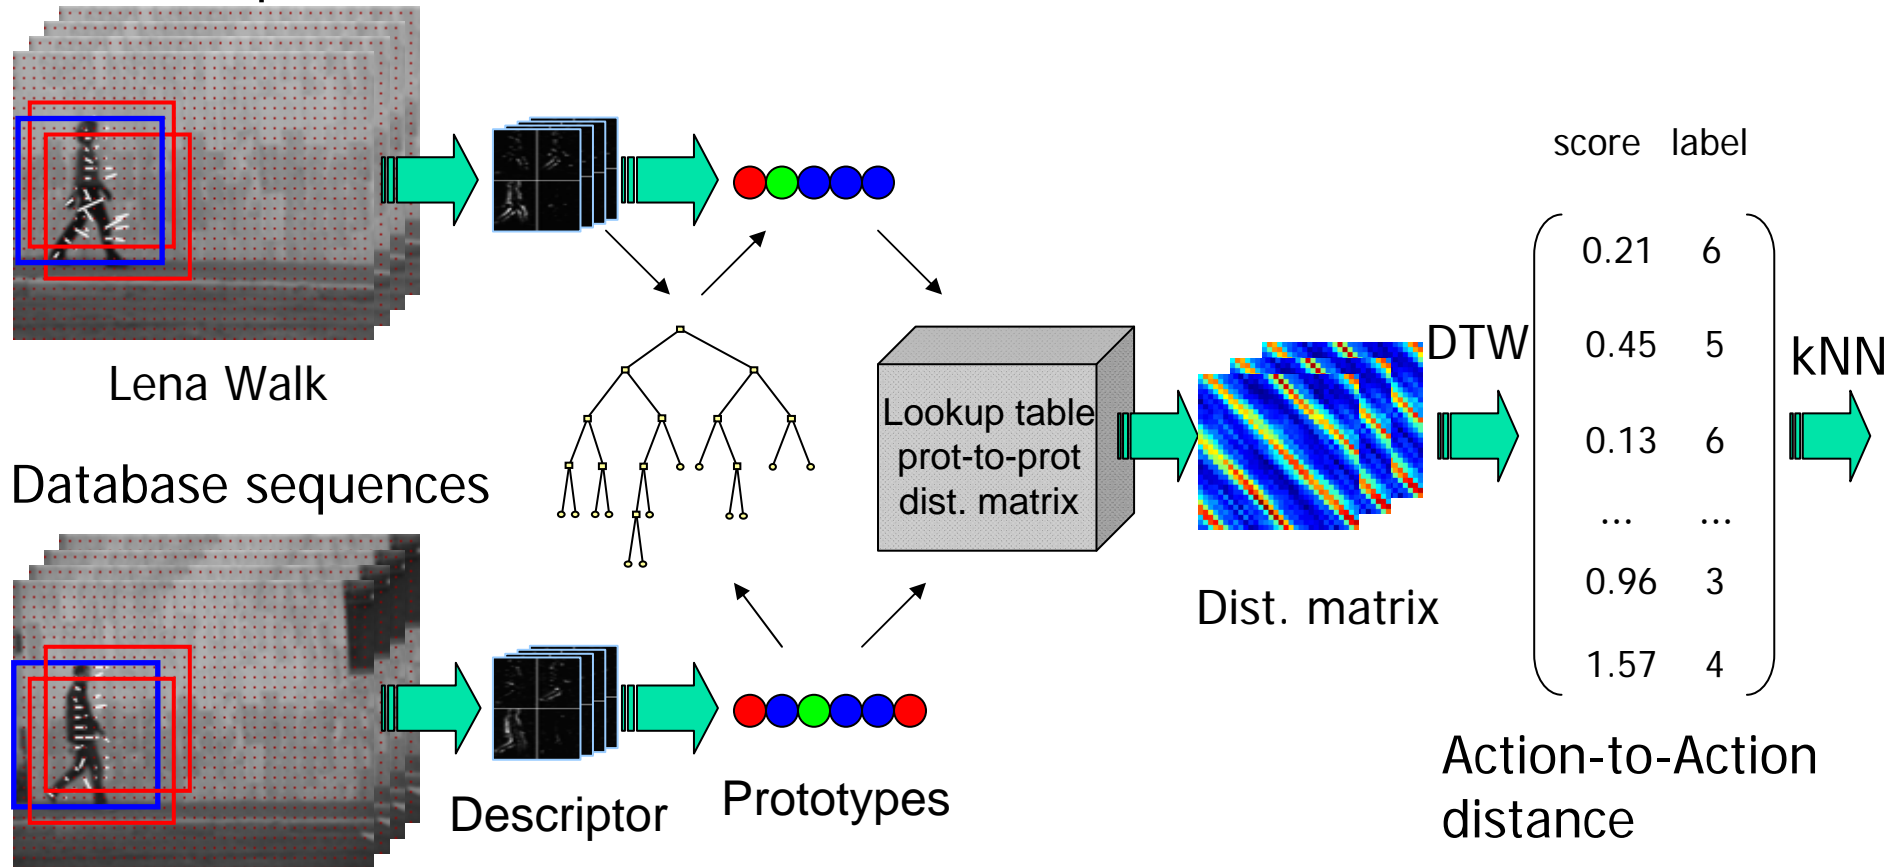 Lena Walk
Database sequences
Descriptor
Prototypes
Lookup table
prot-to-prot
dist. matrix
Dist. matrix
DTW
score label
0.21 6
0.45 5
0.13 6
... ...
0.96 3
1.57 4
Action-to-Action
distance
kNN